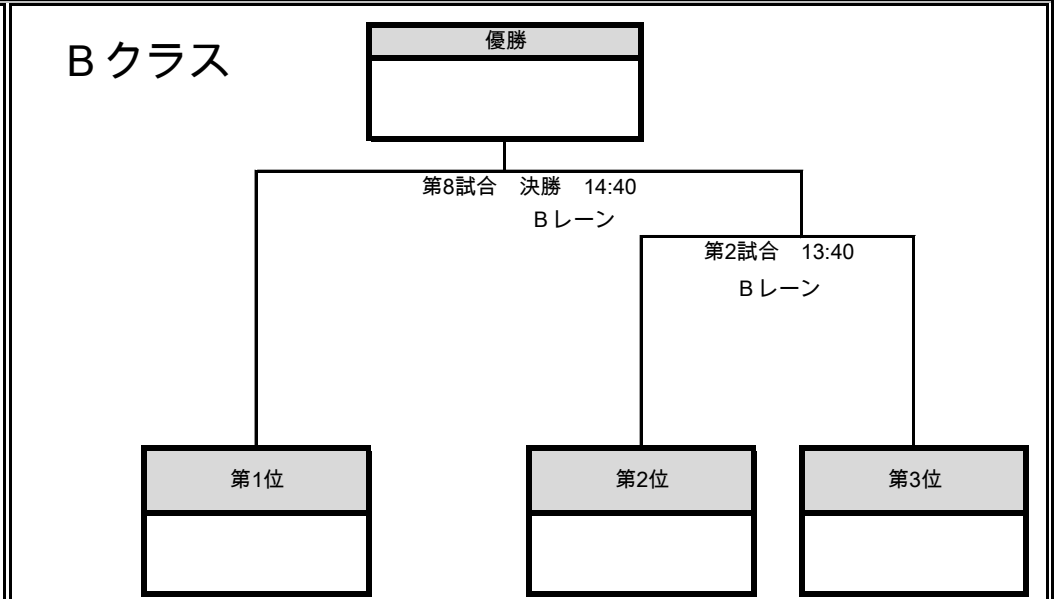 B クラス
優勝
第8試合　決勝　14:40
Bレーン
第2試合　13:40
Bレーン
第1位
第2位
第3位